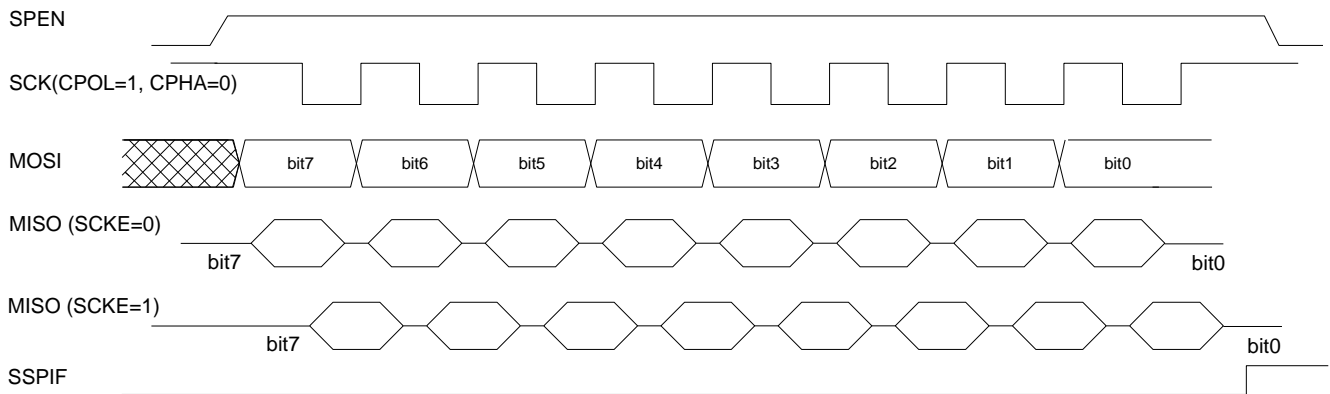 SPEN
SCK(CPOL=1, CPHA=0)
MOSI
bit7 bit6 bit5 bit4 bit3 bit2 bit1 bit0
MISO (SCKE=0)
bit7 bit0
MISO (SCKE=1)
bit7 bit0
SSPIF